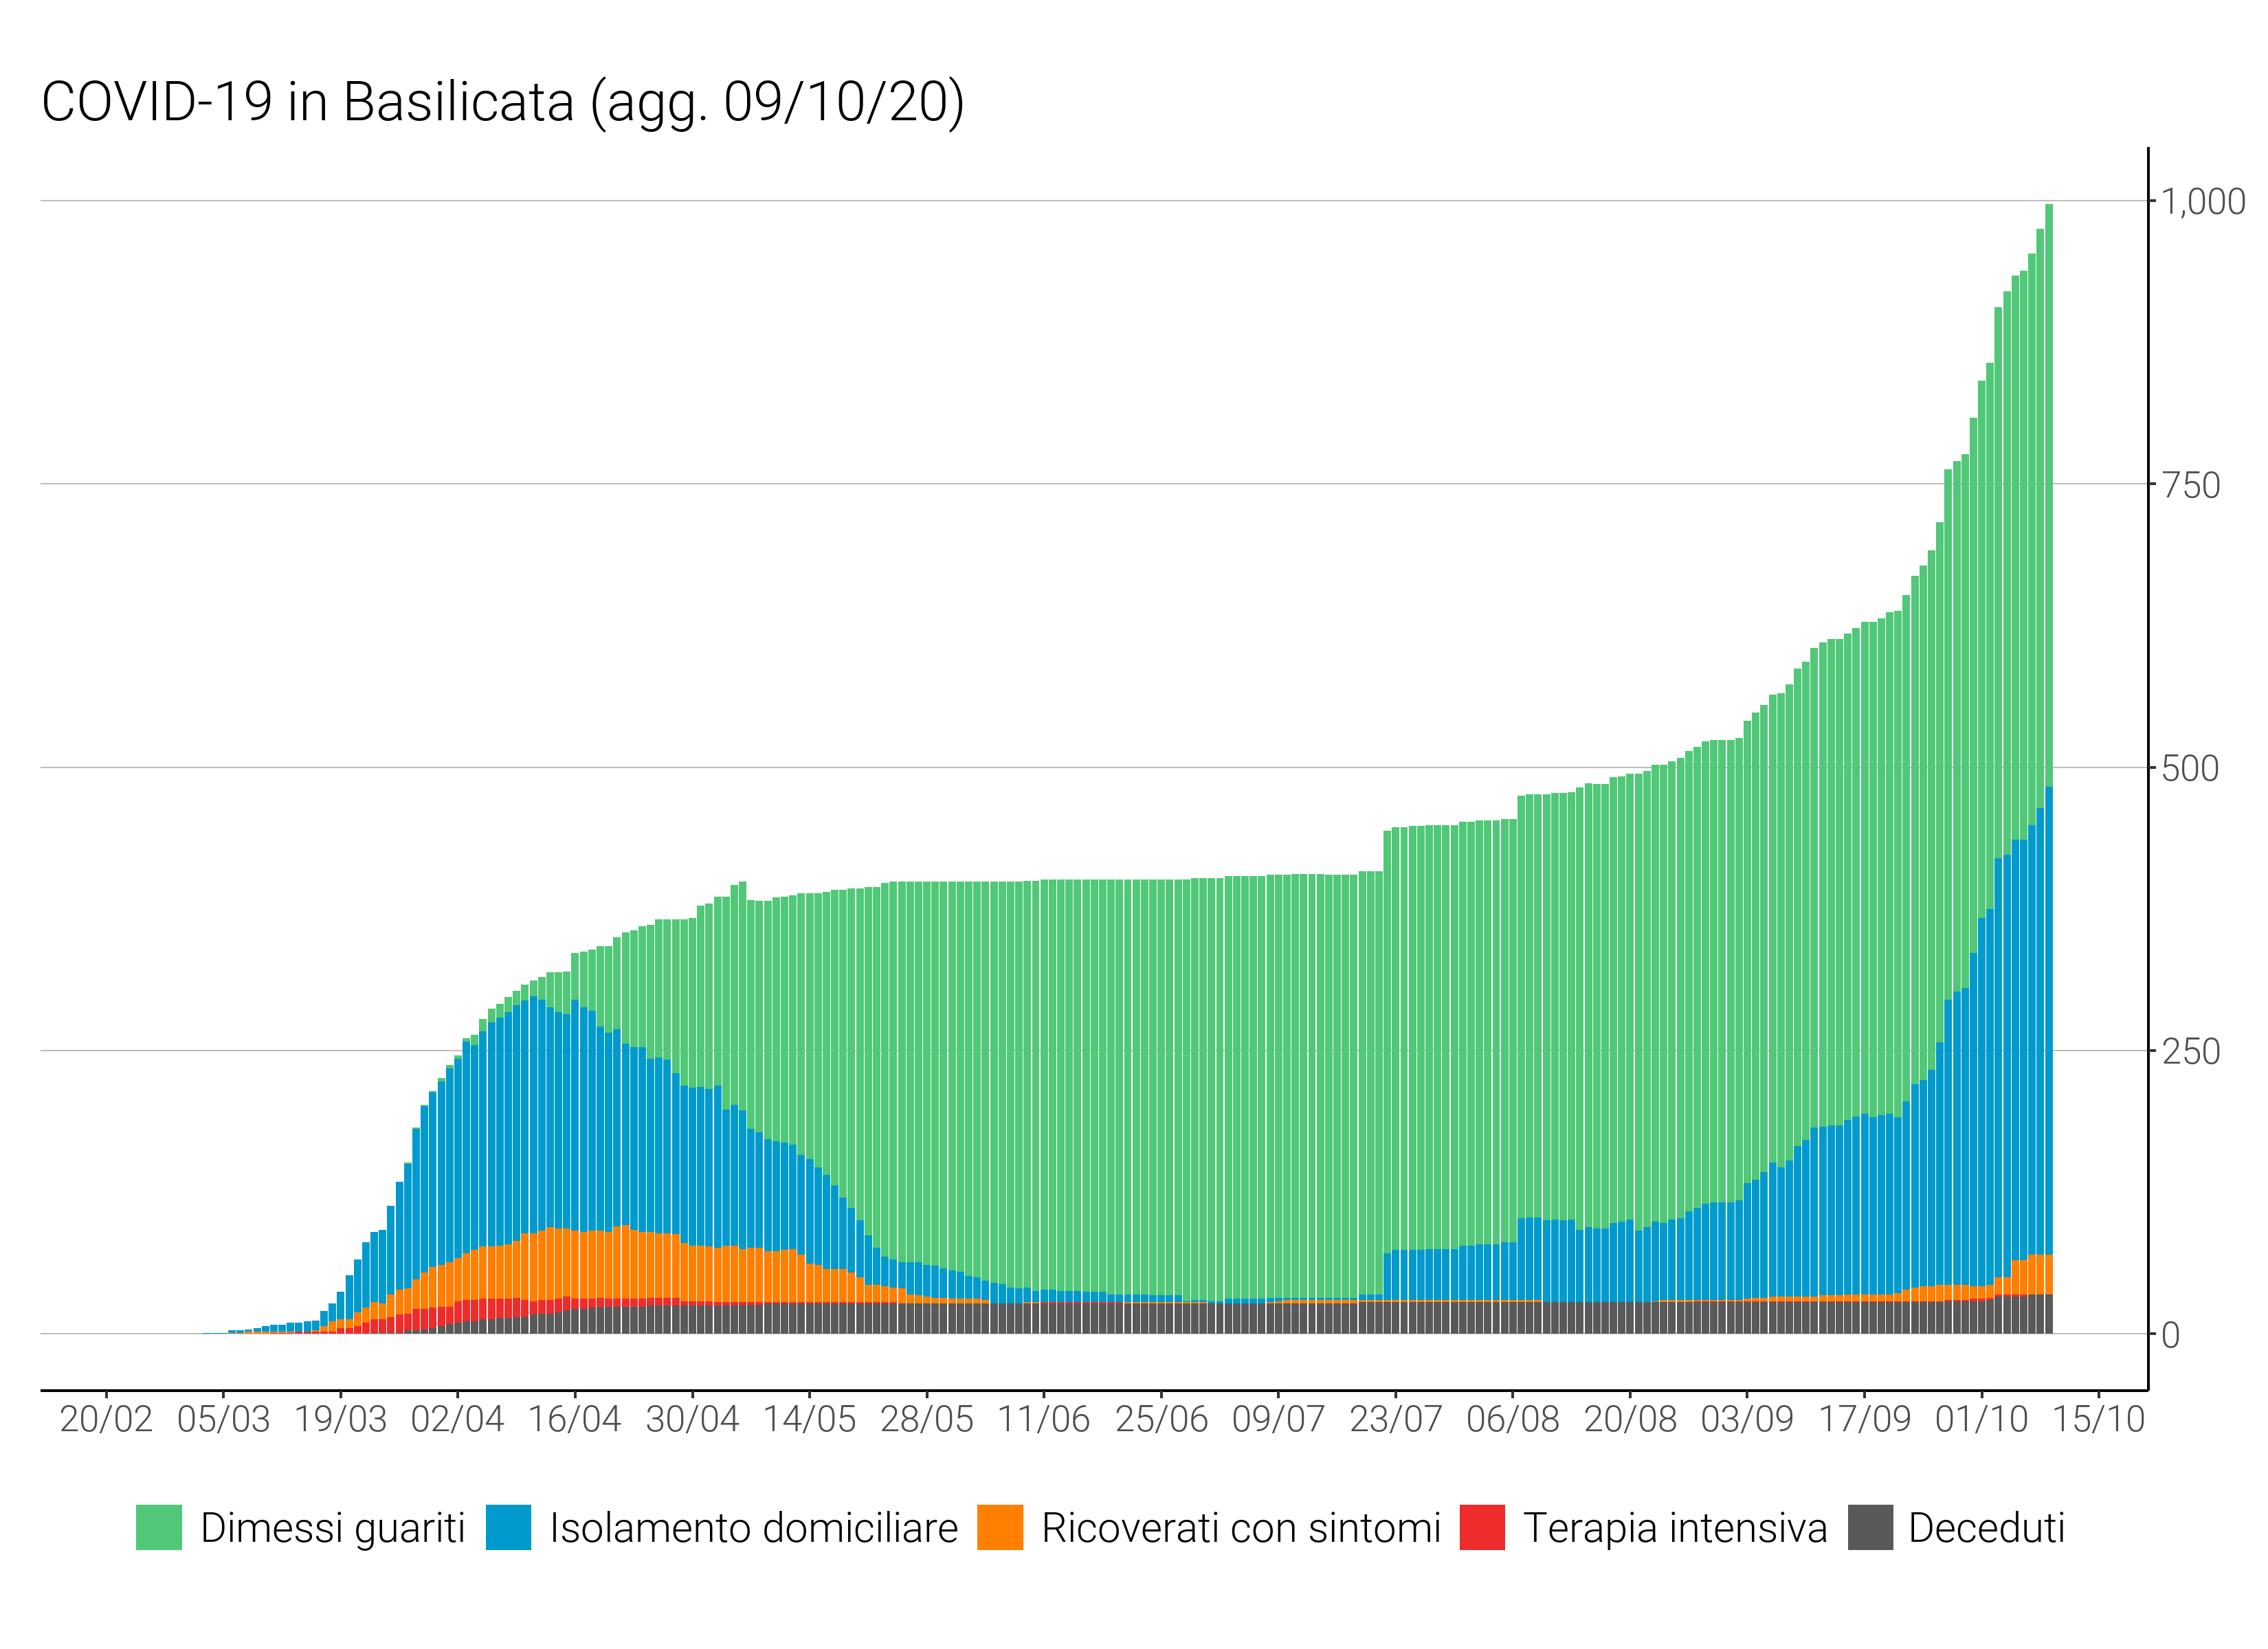 COVID-19 in Basilicata (agg. 09/10/20)
1,000
750
500
250
0
20/02 05/03 19/03 02/04 16/04 30/04 14/05 28/05 11/06 25/06 09/07 23/07 06/08 20/08 03/09 17/09 01/10 15/10
Dimessi guariti Isolamento domiciliare Ricoverati con sintomi Terapia intensiva Deceduti